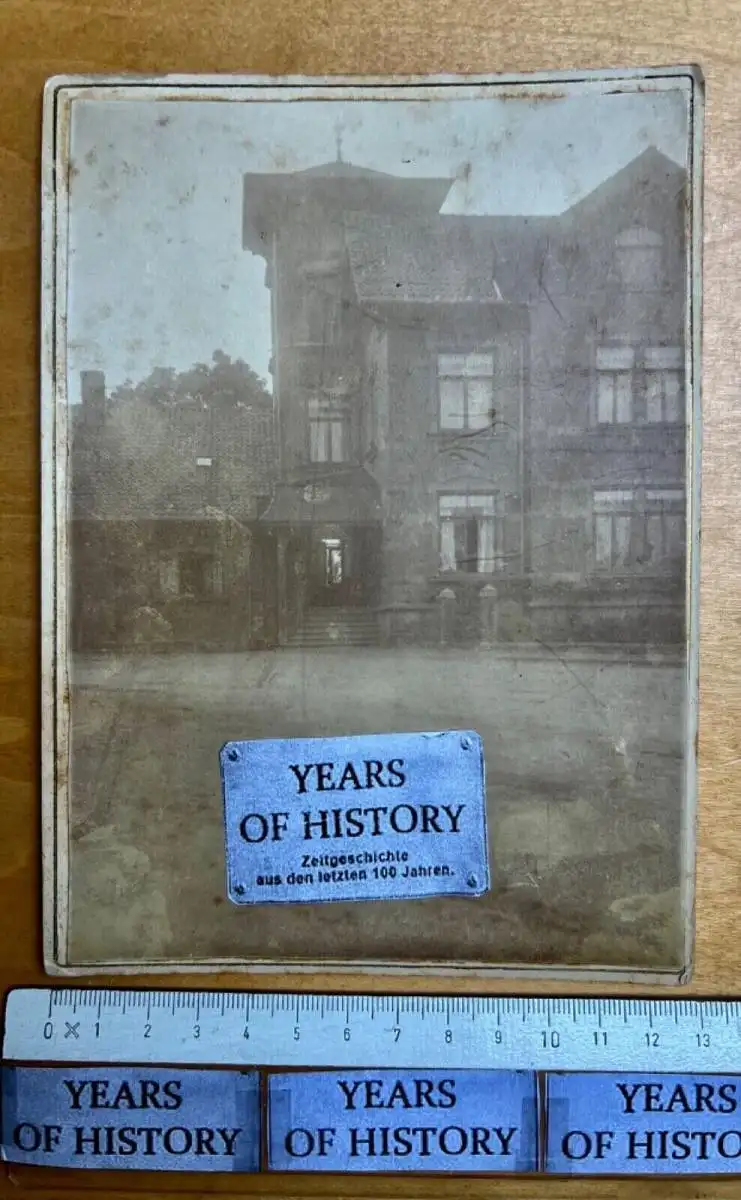 YEARS
OF HISTORY
Zeitgeschichte
aus den letzten 100 Jahren.
0 1 2 3 4 5 6 7 8 9 10 11 12 13
YEARS
OF HISTORY
YEARS
OF HISTORY
YEARS
OF HISTO